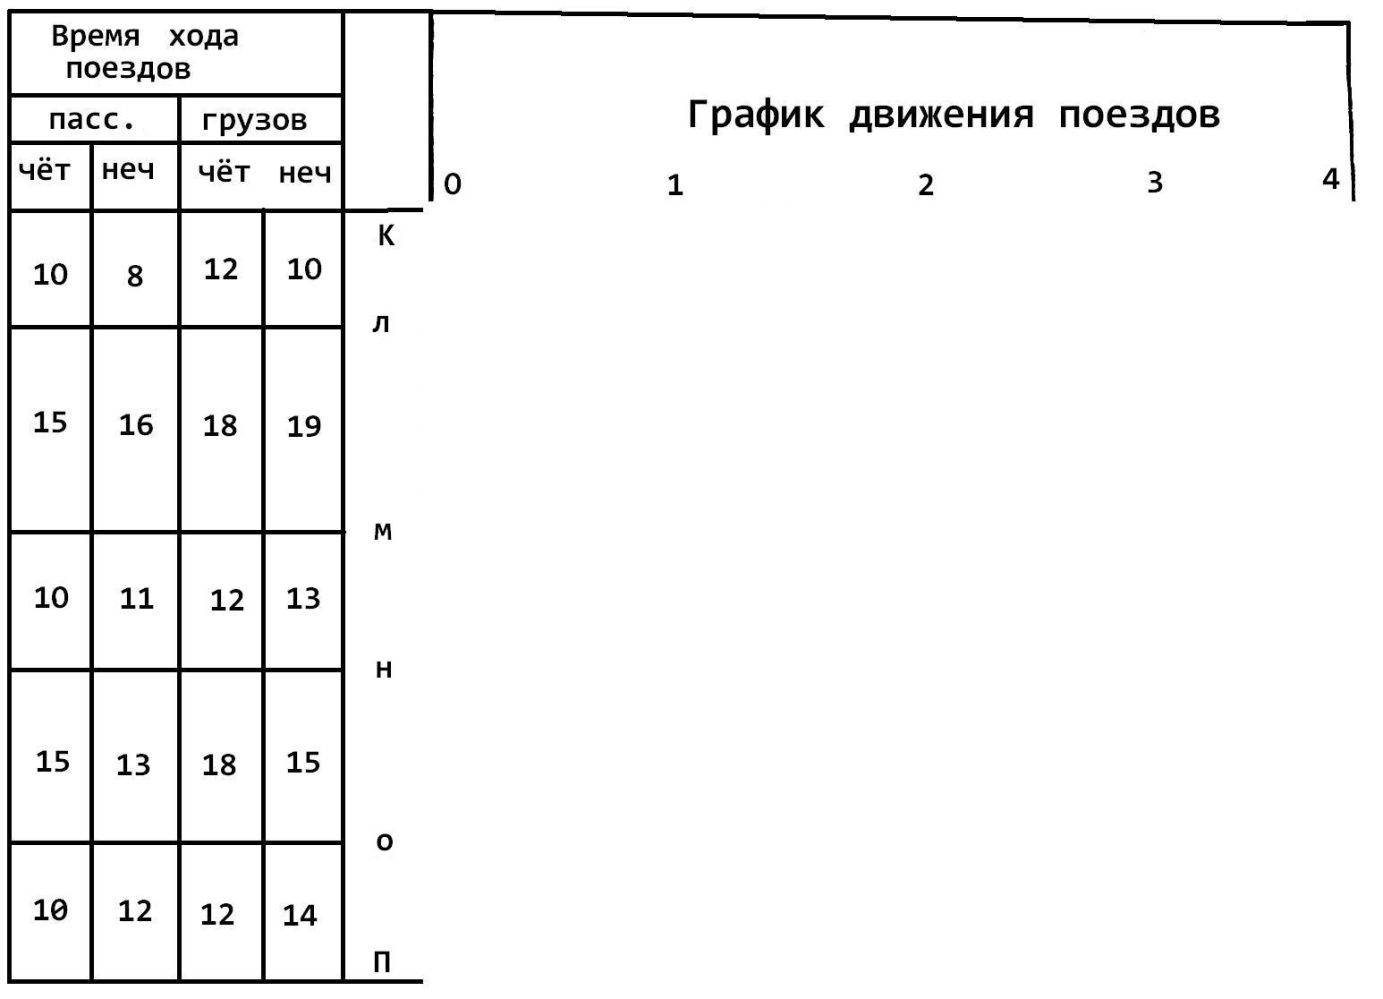 Время хода
поездов
пасс. грузов
чёт неч чёт неч
График движения поездов
0 1 2 3 4
К
10 8 12 10
л
15 16 18 19
м
10 11 12 13
н
15 13 18 15
о
10 12 12 14
П